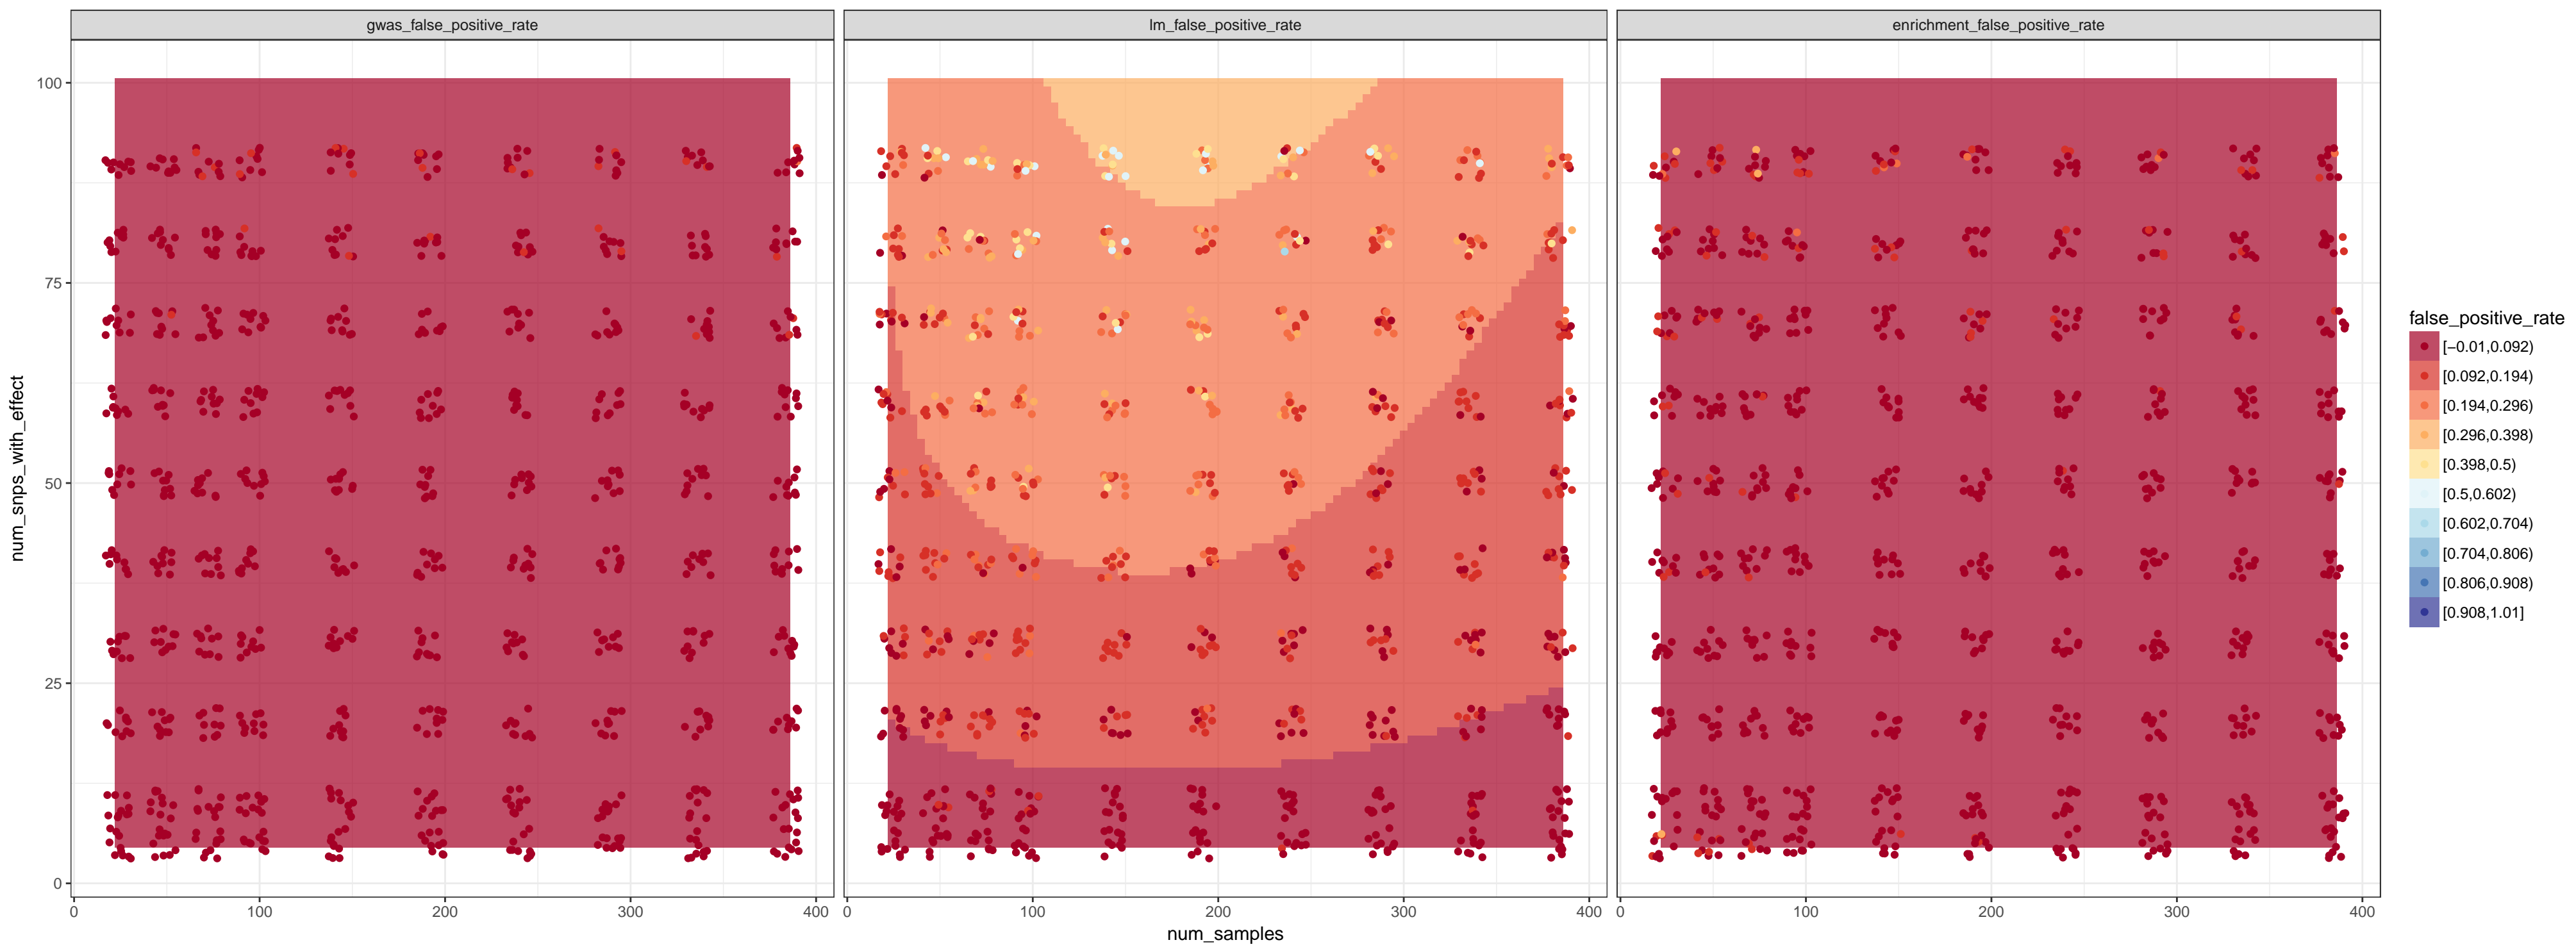 gwas_false_positive_rate
lm_false_positive_rate
enrichment_false_positive_rate
100
75
50
25
0
num_snps_with_effect
0 100 200 300 400
0 100 200 300 400
0 100 200 300 400
num_samples
false_positive_rate
[−0.01,0.092)
[0.092,0.194)
[0.194,0.296)
[0.296,0.398)
[0.398,0.5)
[0.5,0.602)
[0.602,0.704)
[0.704,0.806)
[0.806,0.908)
[0.908,1.01]